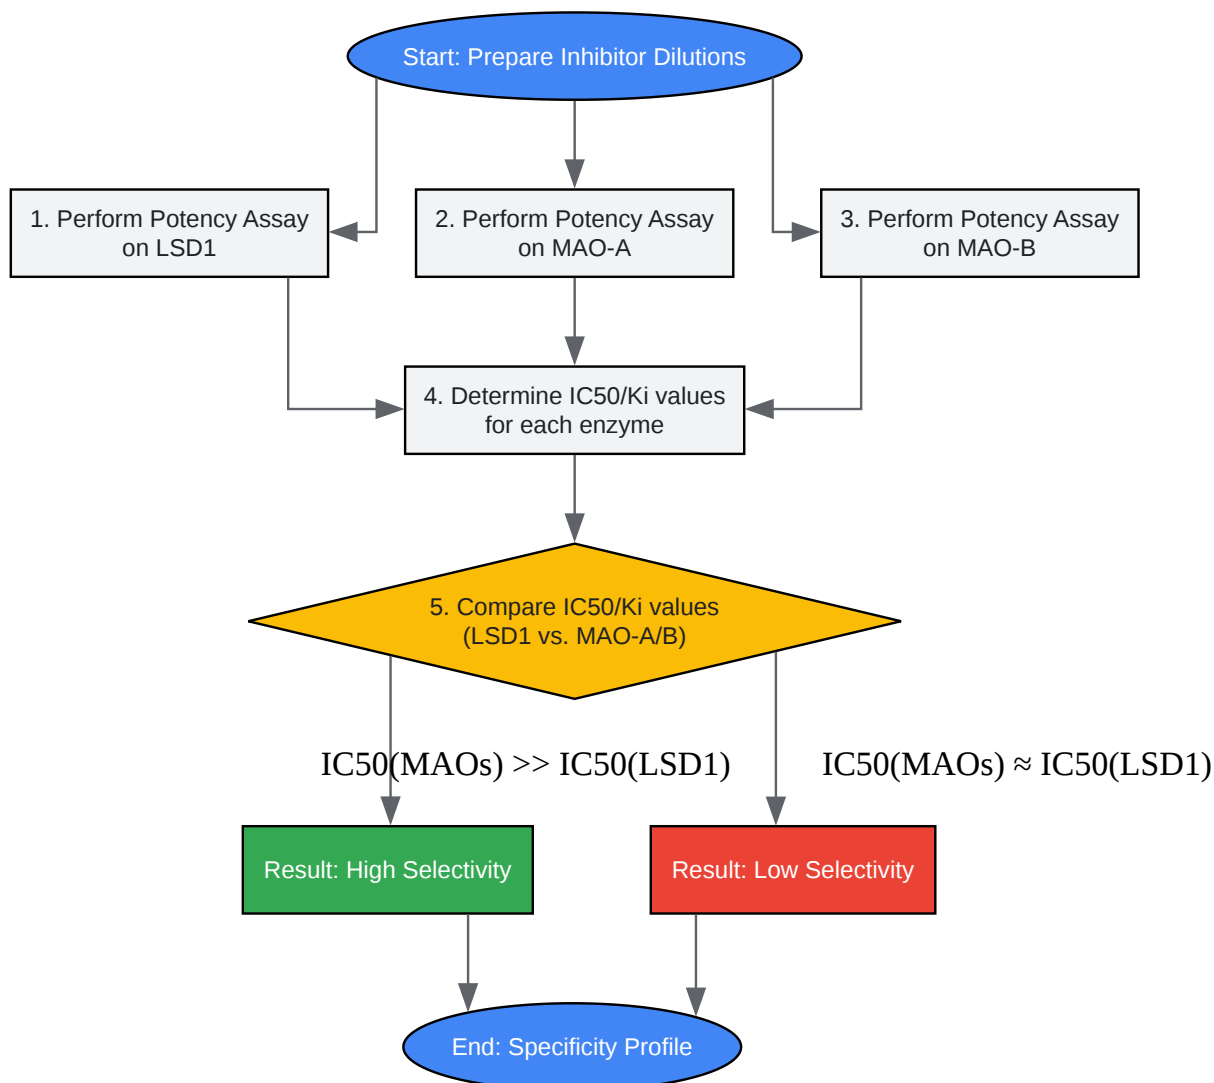 Start: Prepare Inhibitor Dilutions
1. Perform Potency Assay
on LSD1
2. Perform Potency Assay
on MAO-A
3. Perform Potency Assay
on MAO-B
4. Determine IC50/Ki values
for each enzyme
5. Compare IC50/Ki values
(LSD1 vs. MAO-A/B)
IC50(MAOs) >> IC50(LSD1)
IC50(MAOs) ≈ IC50(LSD1)
Result: High Selectivity
Result: Low Selectivity
End: Specificity Profile